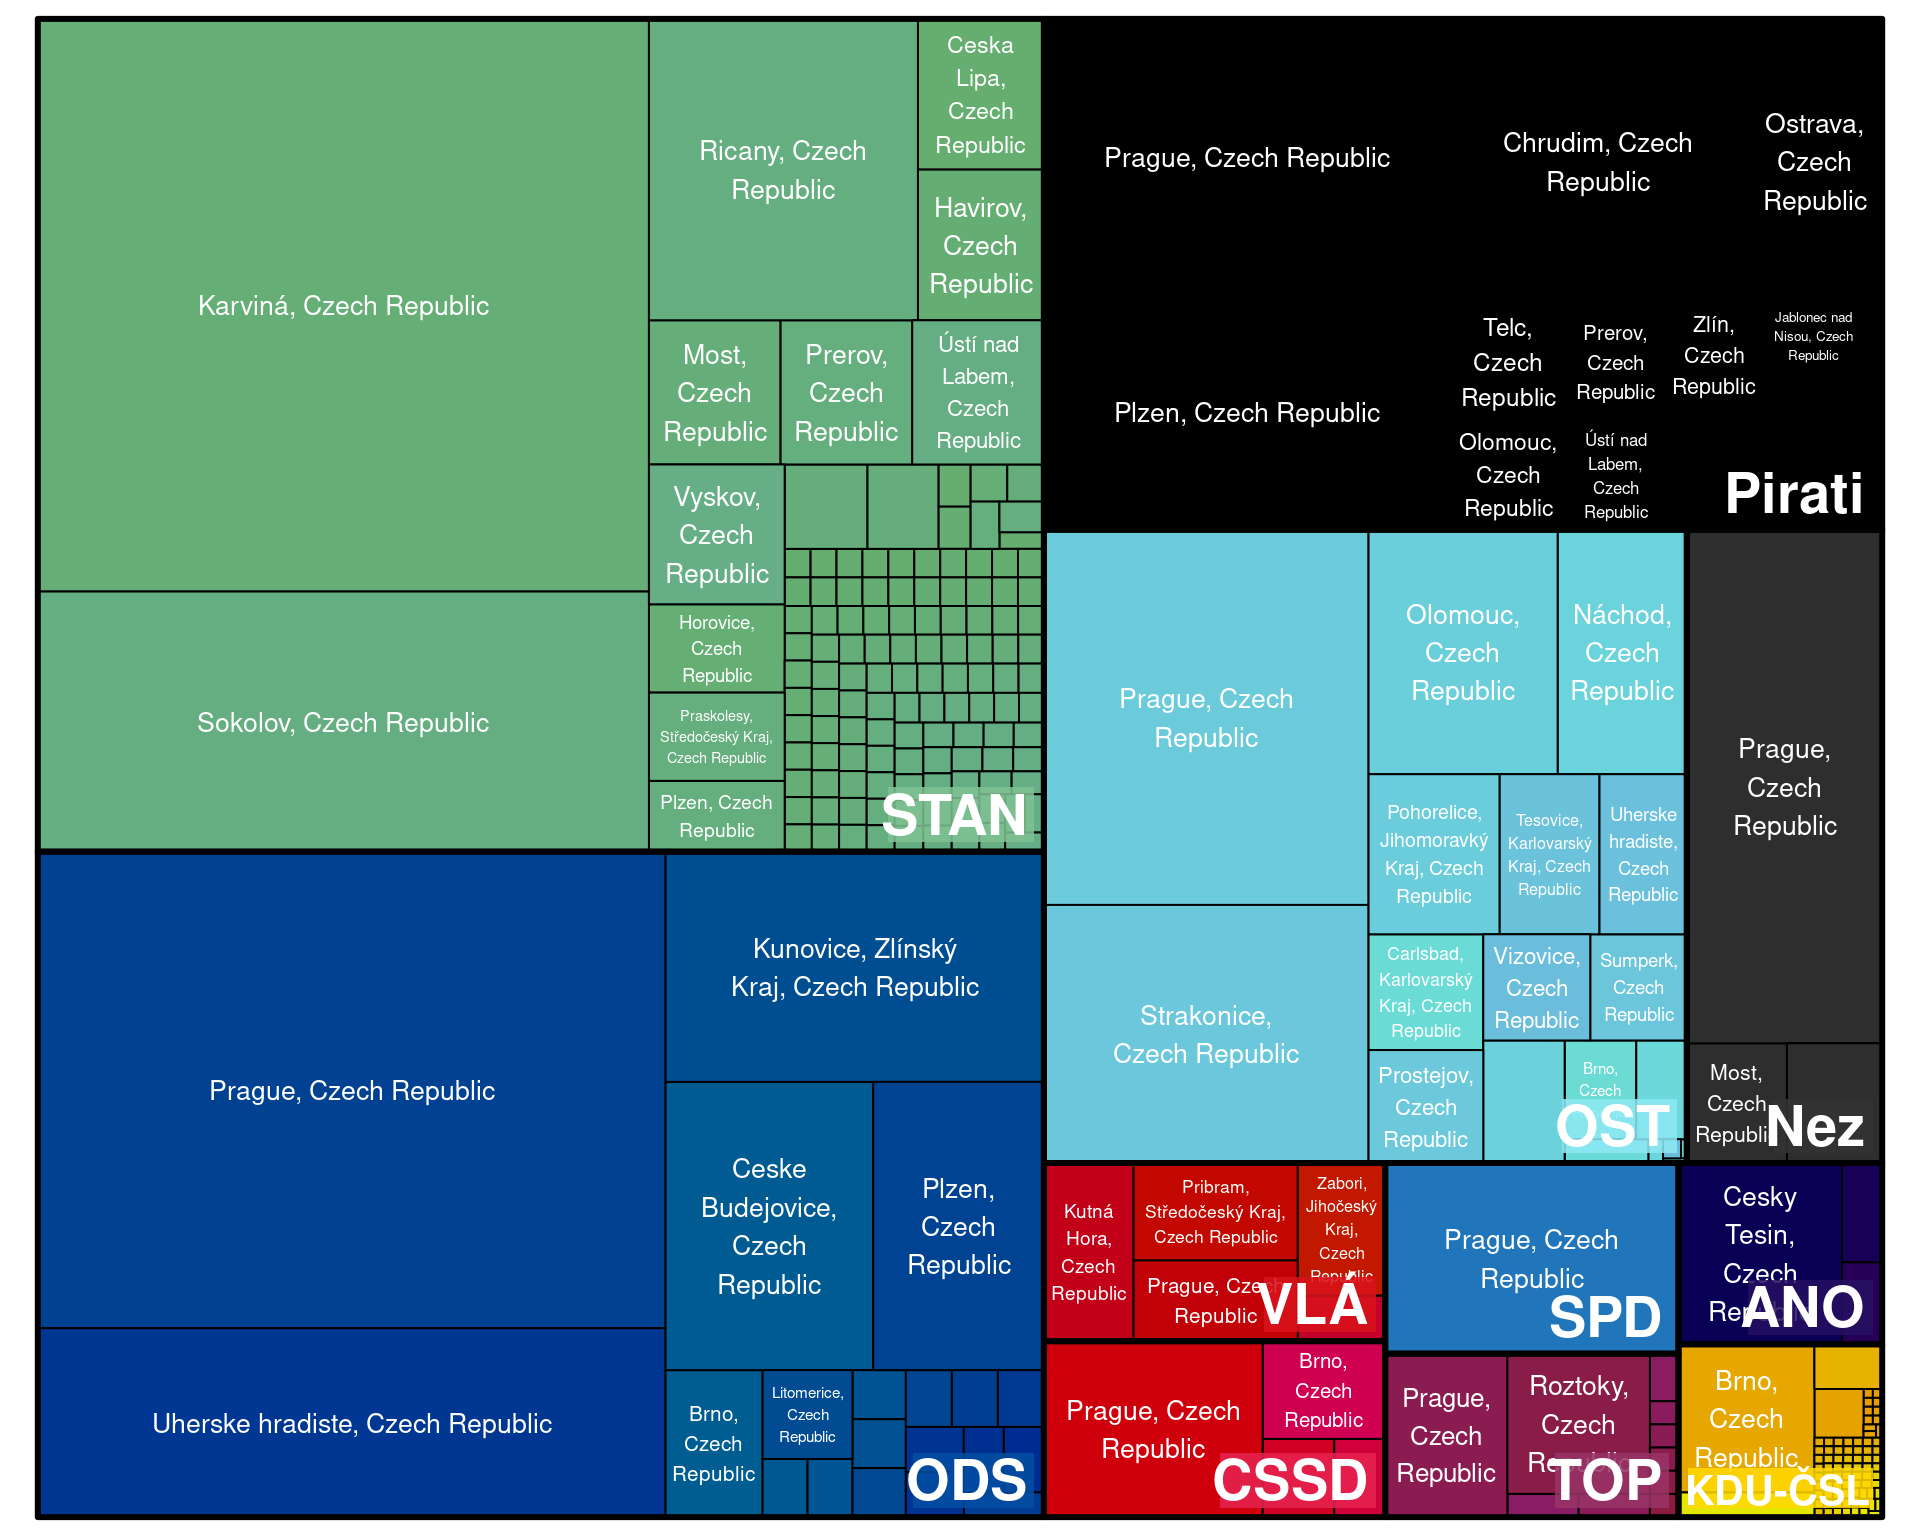 Karviná, Czech Republic
Sokolov, Czech Republic
Ricany, Czech
Republic
Ceska
Lipa,
Czech
Republic
Havirov,
Czech
Republic
Most,
Czech
Republic
Prerov,
Czech
Republic
Ústí nad
Labem,
Czech
Republic
Vyskov,
Czech
Republic
Horovice,
Czech
Republic
Praskolesy,
Středočeský Kraj,
Czech Republic
Plzen, Czech
Republic
STAN
Prague, Czech Republic
Chrudim, Czech
Republic
Ostrava,
Czech
Republic
Plzen, Czech Republic
Telc,
Czech
Republic
Prerov,
Czech
Republic
Zlín,
Czech
Republic
Jablonec nad
Nisou, Czech
Republic
Olomouc,
Czech
Republic
Ústí nad
Labem,
Czech
Republic
Pirati
Prague, Czech
Republic
Strakonice,
Czech Republic
Olomouc,
Czech
Republic
Náchod,
Czech
Republic
Pohorelice,
Jihomoravký
Kraj, Czech
Republic
Tesovice,
Karlovarský
Kraj, Czech
Republic
Uherske
hradiste,
Czech
Republic
Carlsbad,
Karlovarský
Kraj, Czech
Republic
Vizovice,
Czech
Republic
Sumperk,
Czech
Republic
Prostejov,
Czech
Republic
Brno,
Czech
OST
Prague,
Czech
Republic
Most,
Czech
Republic
Nez
Prague, Czech Republic
Uherske hradiste, Czech Republic
Kunovice, Zlínský
Kraj, Czech Republic
Ceske
Budejovice,
Czech
Republic
Plzen,
Czech
Republic
Brno,
Czech
Republic
Litomerice,
Czech
Republic
ODS
Kutná
Hora,
Czech
Republic
Pribram,
Středočeský Kraj,
Czech Republic
Prague, Czech
Republic
Zabori,
Jihočeský
Kraj,
Czech
Republic
VLÁ
Prague, Czech
Republic
SPD
Cesky
Tesin,
Czech
Republic
ANO
Prague, Czech
Republic
Brno,
Czech
Republic
CSSD
Prague,
Czech
Republic
Roztoky,
Czech
Republic
TOP
Brno,
Czech
Republic
KDU-ČSL